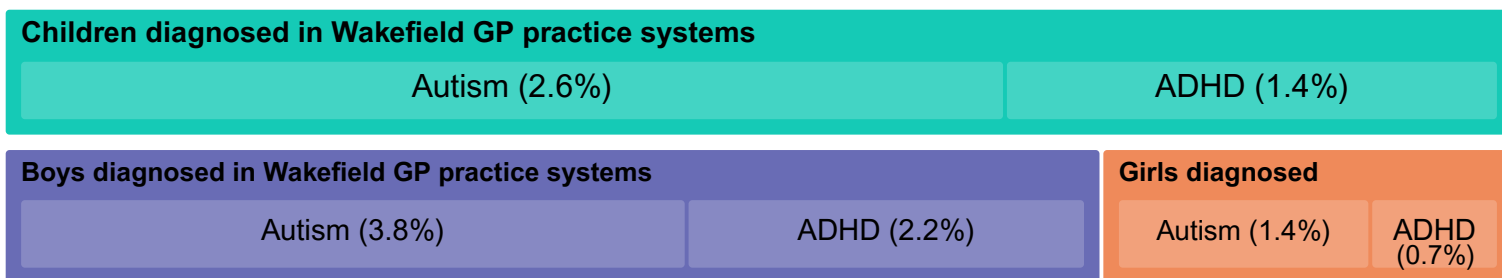 Children diagnosed in Wakefield GP practice systems
Autism (2.6%)
ADHD (1.4%)
Boys diagnosed in Wakefield GP practice systems
Autism (3.8%)
ADHD (2.2%)
Girls diagnosed
Autism (1.4%)
ADHD
(0.7%)